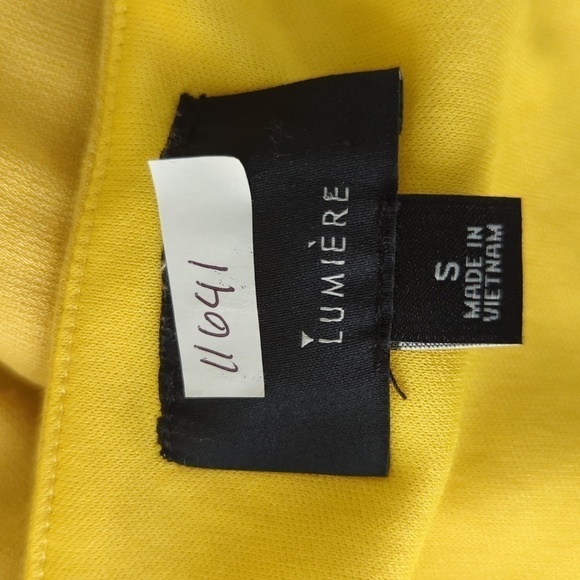 11641
LUMIÈRE
S
MADE IN
VIETNAM